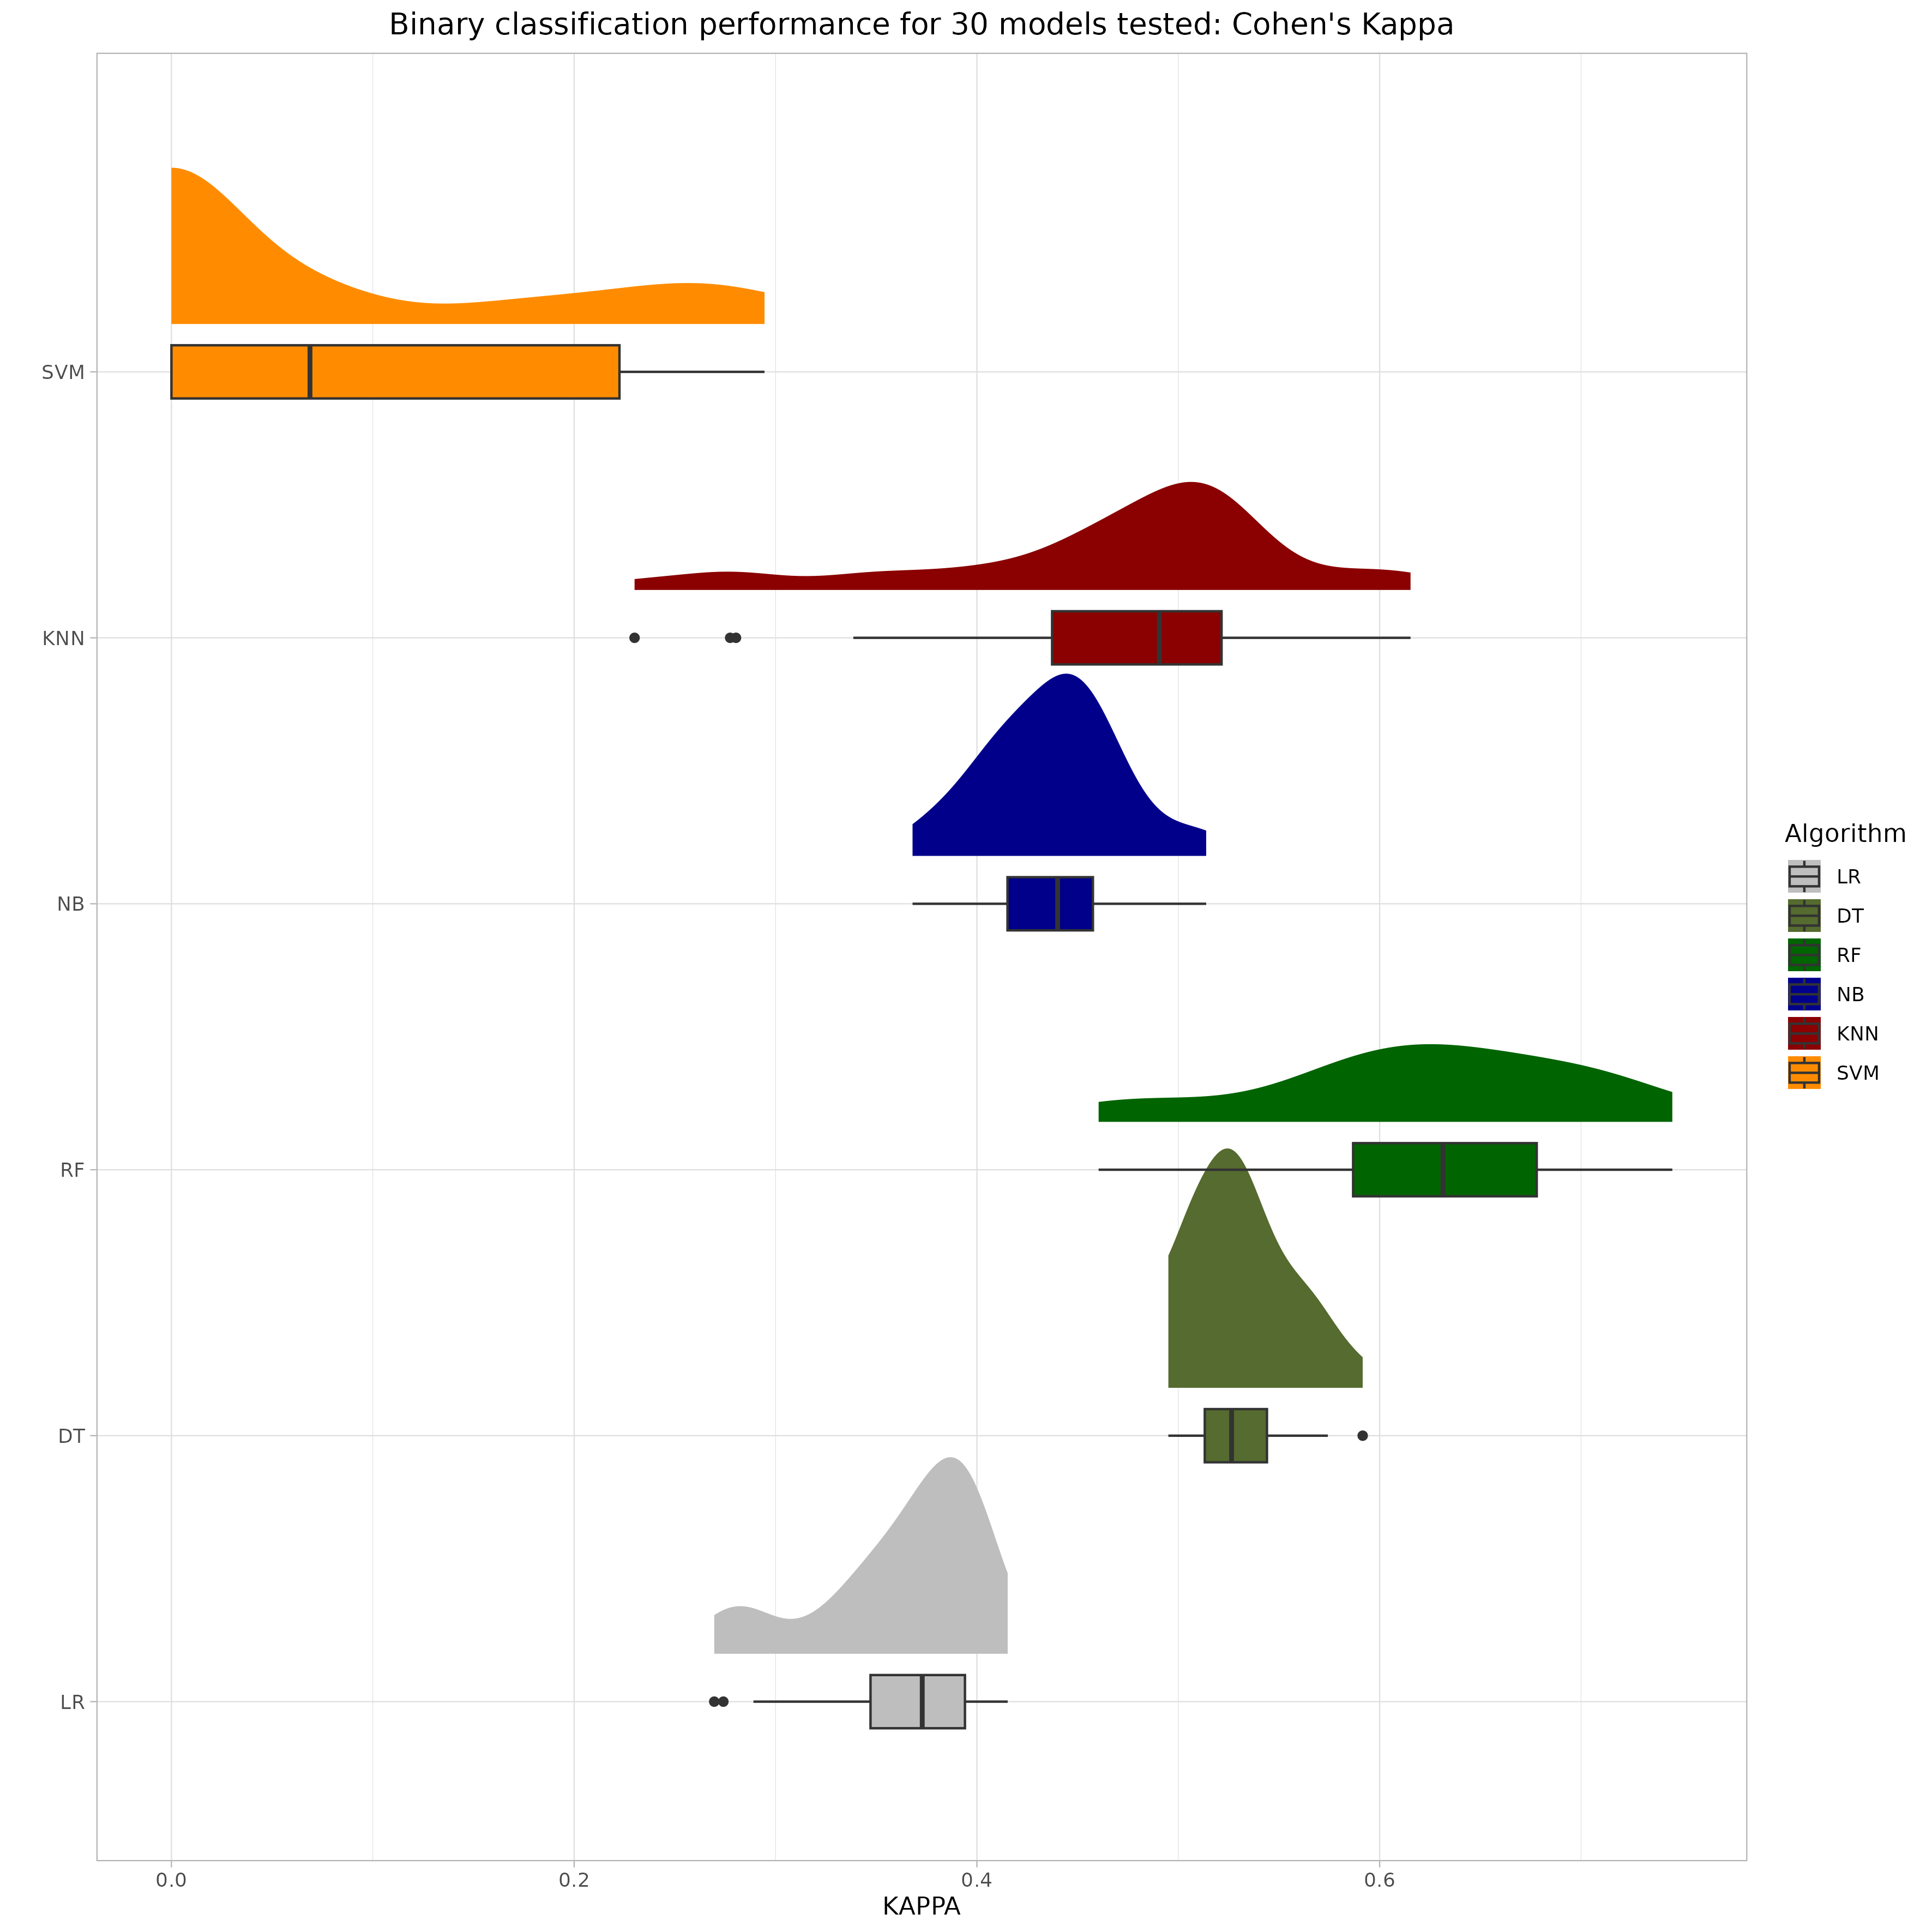 Binary classification performance for 30 models tested: Cohen's Kappa
SVM
KNN
NB
RF
DT
LR
0.0
0.2
0.4
0.6
KAPPA
Algorithm
LR
DT
RF
NB
KNN
SVM